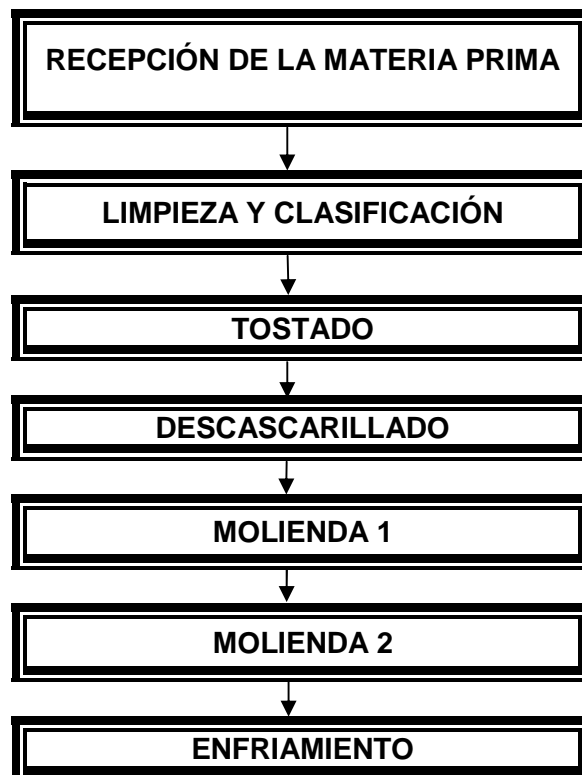 RECEPCIÓN DE LA MATERIA PRIMA
LIMPIEZA Y CLASIFICACIÓN
TOSTADO
DESCASCARILLADO
MOLIENDA 1
MOLIENDA 2
ENFRIAMIENTO